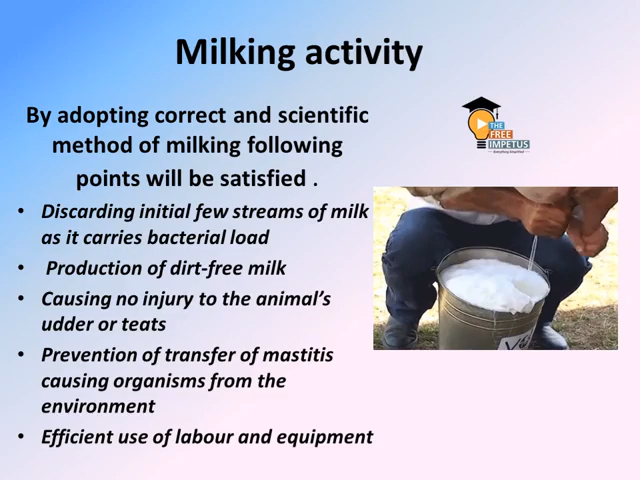 Milking activity
By adopting correct and scientific
method of milking following
points will be satisfied .
THE
FREE
IMPETUS
• Discarding initial few streams of milk
as it carries bacterial load
• Production of dirt-free milk
• Causing no injury to the animal's
udder or teats
• Prevention of transfer of mastitis
causing organisms from the
environment
• Efficient use of labour and equipment